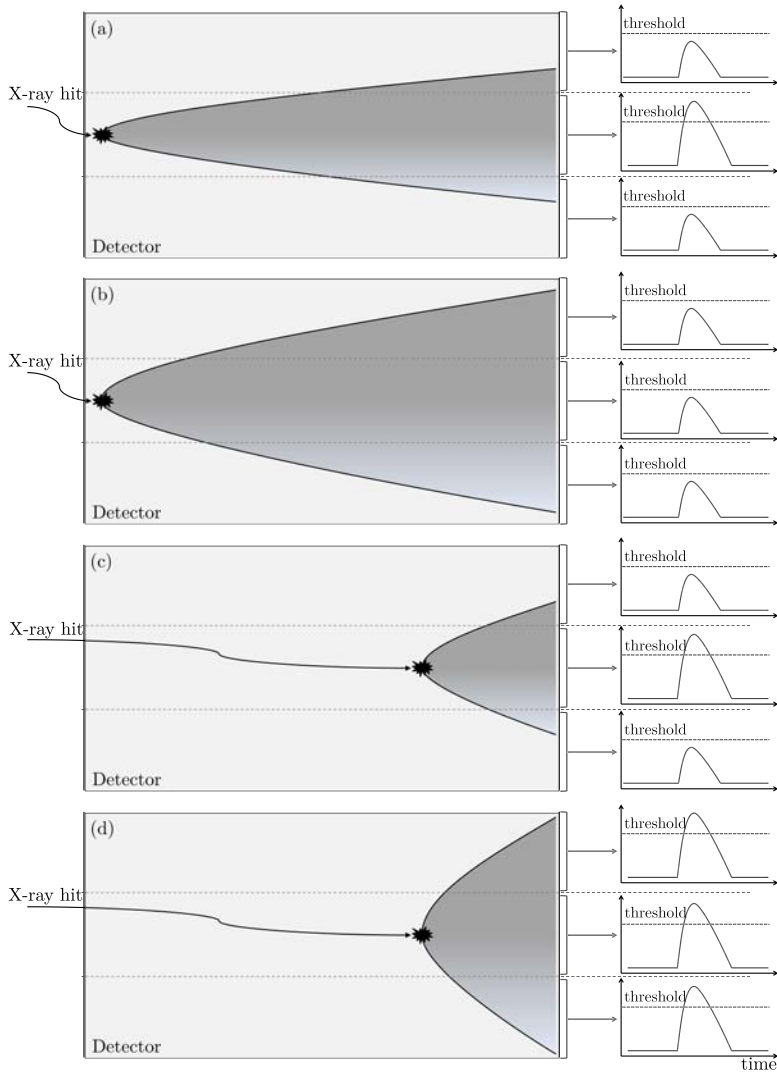 (a)
X-ray hit
Detector
threshold
threshold
threshold
(b)
X-ray hit
Detector
threshold
threshold
threshold
(c)
X-ray hit
Detector
threshold
threshold
threshold
(d)
X-ray hit
Detector
threshold
threshold
threshold
time